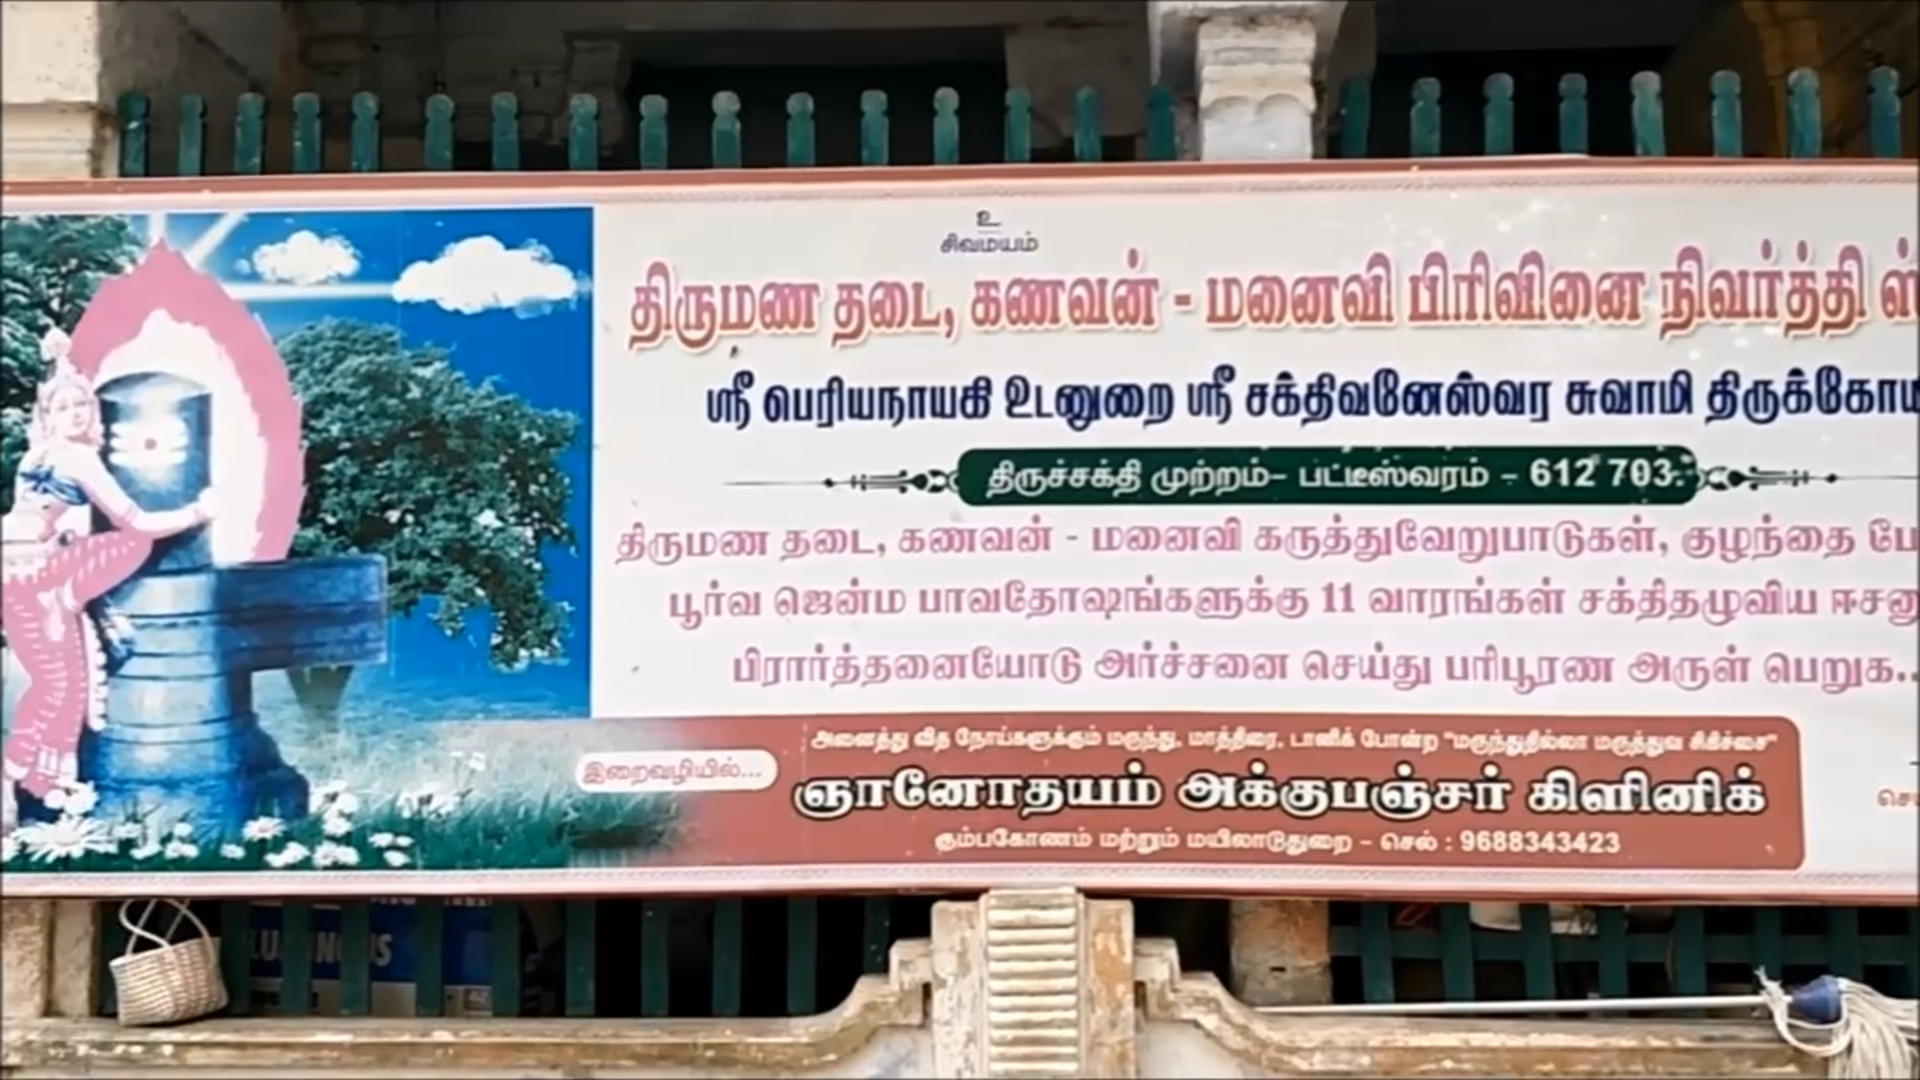 உ
சிவமயம்
திருமண தடை, கணவன் - மனைவி பிரிவினை நிவர்த்தி ஸ்
ஸ்ரீ பெரியநாயகி உடனுறை ஸ்ரீ சக்திவனேஸ்வர சுவாமி திருக்கோயி
திருச்சக்தி முற்றம்- பட்டீஸ்வரம் - 612 703.
திருமண தடை, கணவன் - மனைவி கருத்துவேறுபாடுகள், குழந்தை பே
பூர்வ ஜென்ம பாவதோஷங்களுக்கு 11 வாரங்கள் சக்திதழுவிய ஈசனு
பிரார்த்தனையோடு அர்ச்சனை செய்து பரிபூரண அருள் பெறுக..
அனைத்து வித நோய்களுக்கும் மருந்து, மாத்திரை, டானிக் போன்ற "மருந்துதில்லா மருத்துவ சிகிச்சை"
இறைவழியில்...
ஞானோதயம் அக்குபஞ்சர் கிளினிக்
செ
கும்பகோணம் மற்றும் மயிலாடுதுறை - செல் : 9688343423